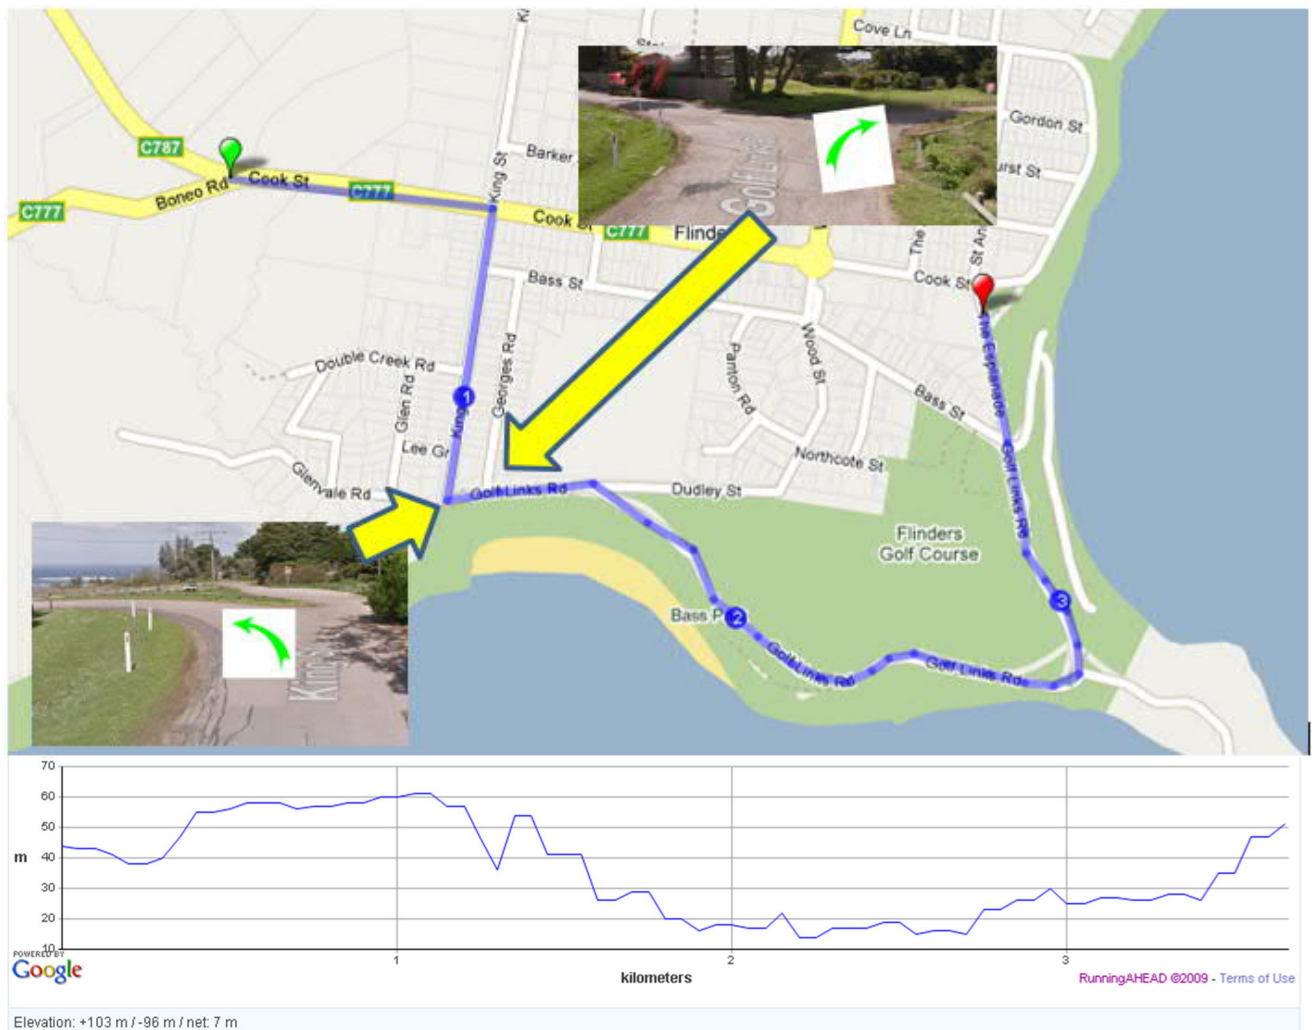 Cove Ln
C787
Gordon St
Barker
King St
urst St
Boneo Rd
Cook St
C777
C777
Golf Link
C777
Cook S
Flinde
The
St An
Bass St
Cook St
Double Creek Rd
Georges Rd
Panton Rd
Wood St
The Esplanade
Glen Rd
1
King
Bass St
Lee Gr
Northcote St
Glenvale Rd
Golf Links Rd
Dudley St
Golf Links Rd
Flinders
Golf Course
King
Bass P
2
3
Golf Links Rd
Golf Links Rd
70
60
50
m
40
30
20
10
POWERED BY
Google
1
2
3
kilometers
RunningAHEAD ©2009 - Terms of Use
Elevation: +103 m / -96 m / net: 7 m